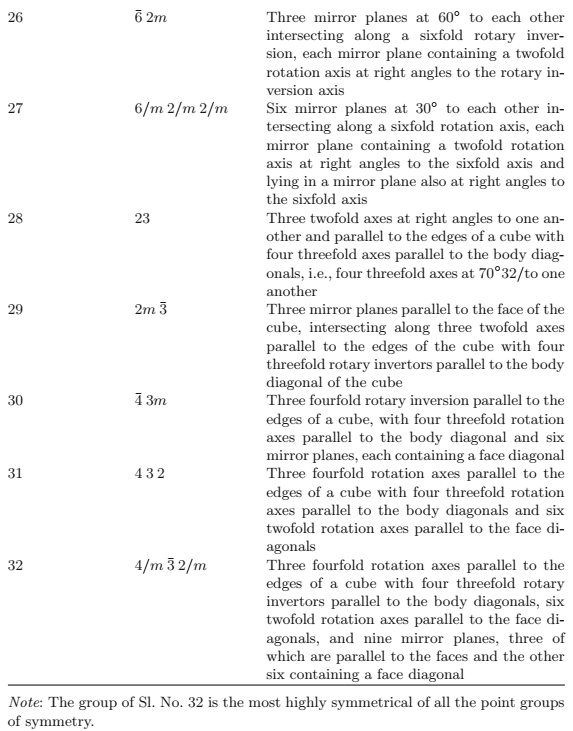 26 6̅ 2m Three mirror planes at 60° to each other
intersecting along a sixfold rotary inver-
sion, each mirror plane containing a twofold
rotation axis at right angles to the rotary in-
version axis
27 6/m 2/m 2/m Six mirror planes at 30° to each other in-
tersecting along a sixfold rotation axis, each
mirror plane containing a twofold rotation
axis at right angles to the sixfold axis and
lying in a mirror plane also at right angles to
the sixfold axis
28 23 Three twofold axes at right angles to one an-
other and parallel to the edges of a cube with
four threefold axes parallel to the body diag-
onals, i.e., four threefold axes at 70°32/to one
another
29 2m 3̅ Three mirror planes parallel to the face of the
cube, intersecting along three twofold axes
parallel to the edges of the cube with four
threefold rotary invertors parallel to the body
diagonal of the cube
30 4̅ 3m Three fourfold rotary inversion parallel to the
edges of a cube, with four threefold rotation
axes parallel to the body diagonal and six
mirror planes, each containing a face diagonal
31 4 3 2 Three fourfold rotation axes parallel to the
edges of a cube with four threefold rotation
axes parallel to the body diagonals and six
twofold rotation axes parallel to the face di-
agonals
32 4/m 3̅ 2/m Three fourfold rotation axes parallel to the
edges of a cube with four threefold rotary
invertors parallel to the body diagonals, six
twofold rotation axes parallel to the face di-
agonals, and nine mirror planes, three of
which are parallel to the faces and the other
six containing a face diagonal
Note: The group of Sl. No. 32 is the most highly symmetrical of all the point groups
of symmetry.